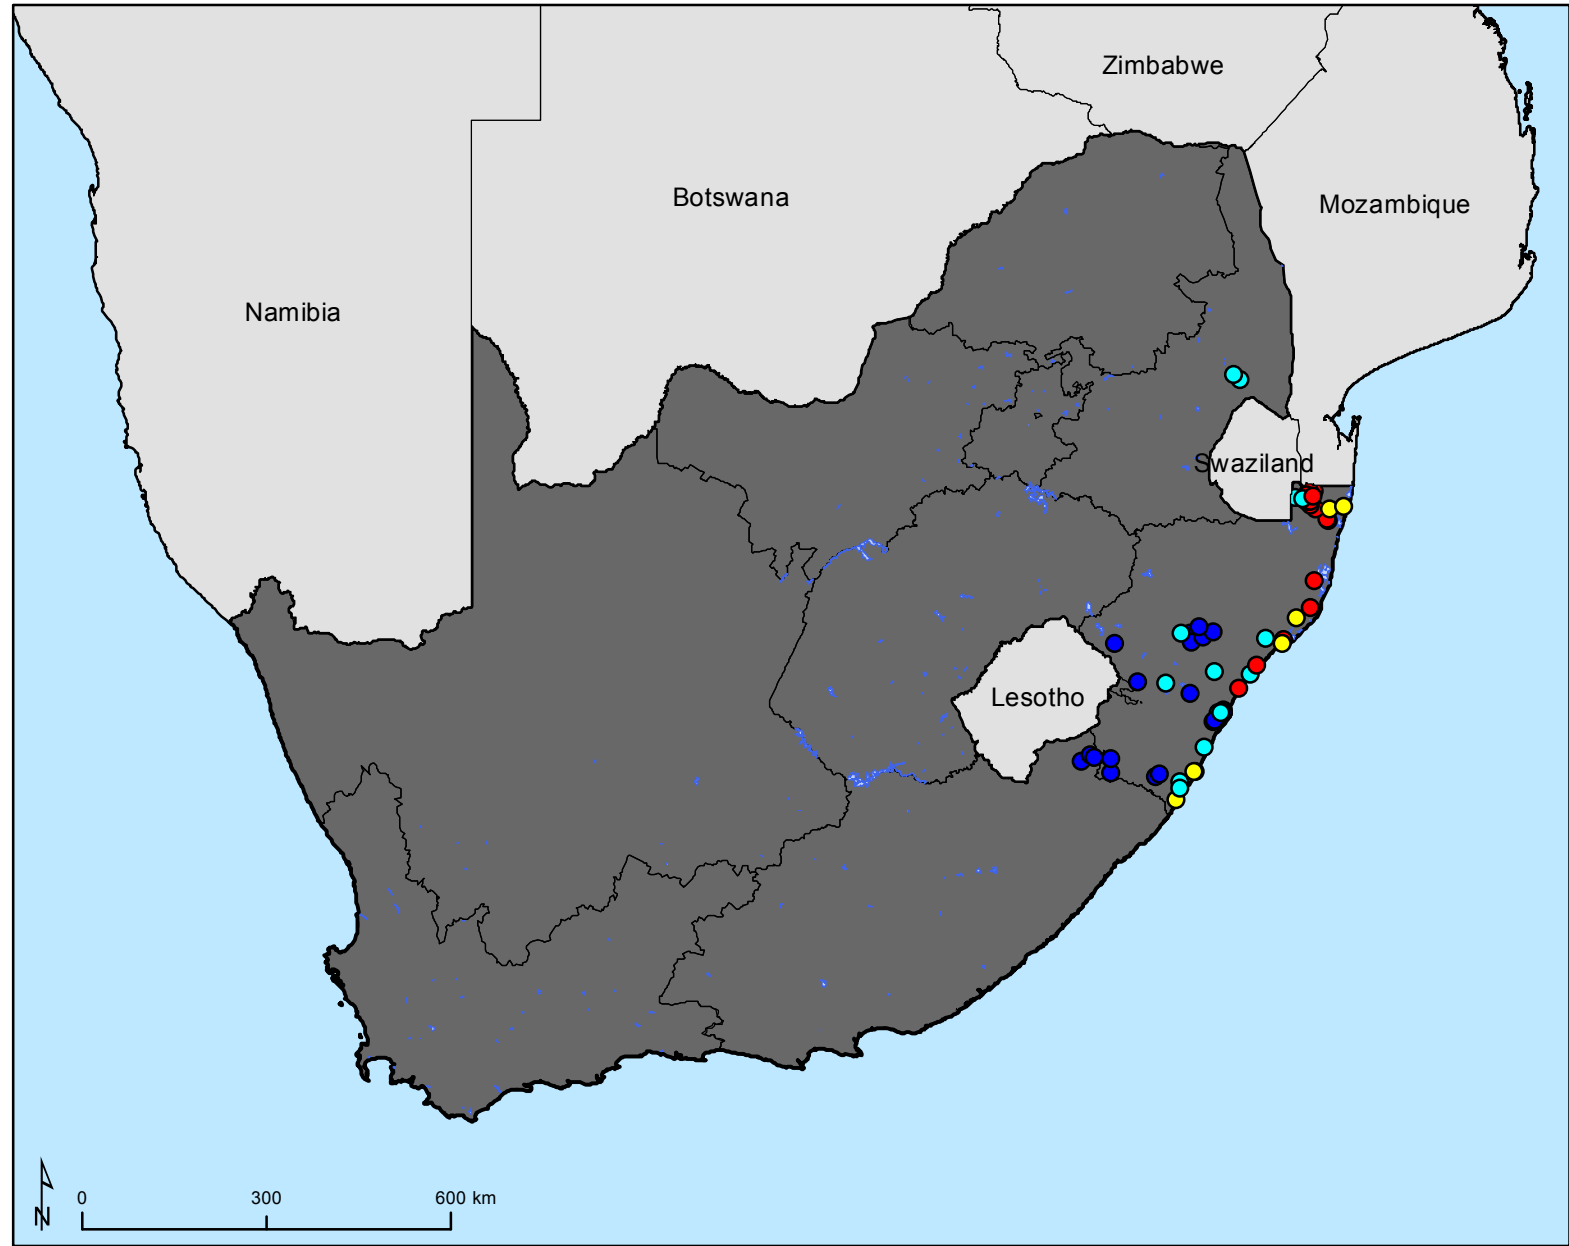 Zimbabwe
Botswana
Mozambique
Namibia
Swaziland
Lesotho
0 300 600 km
N